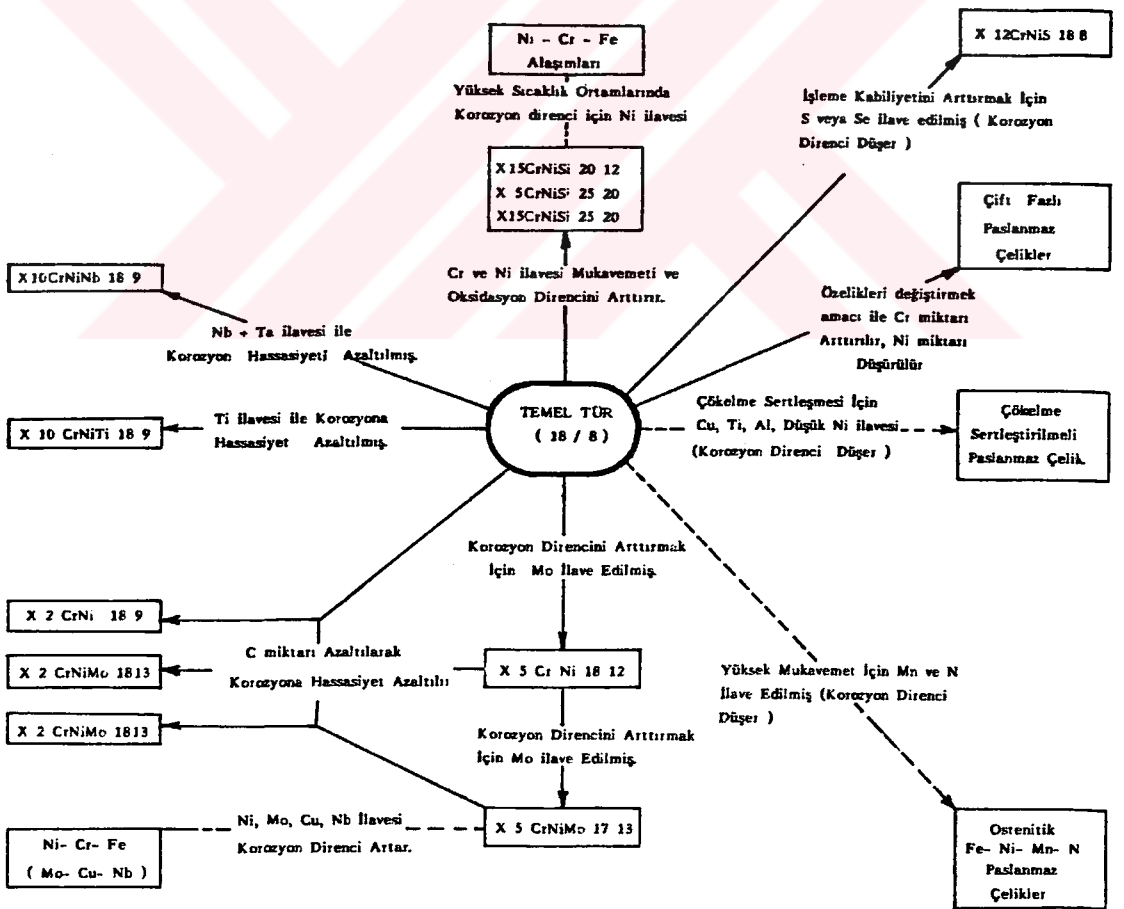 Ni - Cr - Fe
Alaşımları
Yüksek Sıcaklık Ortamlarında
Korozyon direnci için Ni ilavesi
X15CrNiSi 20 12
X 5CrNiSi 25 20
X15CrNiSi 25 20
Cr ve Ni ilavesi Mukavemeti ve
Oksidasyon Direncini Arttırır.
X 12CrNiS 18 8
İşleme Kabiliyetini Arttırmak İçin
S veya Se ilave edilmiş ( Korozyon
Direnci Düşer )
Çift Fazlı
Paslanmaz
Çelikler
Özelikleri değiştirmek
amacı ile Cr miktarı
Arttırılır, Ni miktarı
Düşürülür
X10CrNiNb 18 9
Nb + Ta ilavesi ile
Korozyon Hassasiyeti Azaltılmış.
X 10 CrNiTi 18 9
Ti ilavesi ile Korozyona
Hassasiyet Azaltılmış.
TEMEL TÜR
( 18 / 8 )
Çökelme Sertleşmesi İçin
Cu, Ti, Al, Düşük Ni ilavesi
(Korozyon Direnci Düşer )
Çökelme
Sertleştirilmeli
Paslanmaz Çelik.
Korozyon Direncini Arttırmak
İçin Mo İlave Edilmiş.
X 2 CrNi 18 9
X 2 CrNiMo 1813
X 2 CrNiMo 1813
C miktarı Azaltılarak
Korozyona Hassasiyet Azaltılır
X 5 Cr Ni 18 12
Korozyon Direncini Arttırmak
İçin Mo ilave Edilmiş.
Yüksek Mukavemet İçin Mn ve N
İlave Edilmiş (Korozyon Direnci
Düşer )
Ni- Cr- Fe
( Mo- Cu- Nb )
Ni, Mo, Cu, Nb İlavesi
Korozyon Direnci Artar.
X 5 CrNiMo 17 13
Ostenitik
Fe- Ni- Mn- N
Paslanmaz
Çelikler